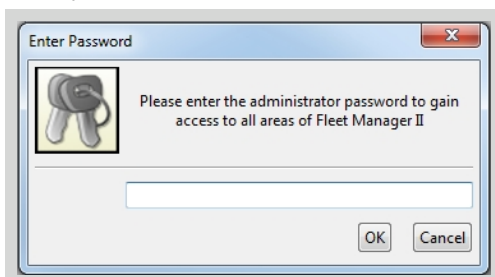 Enter Password
Please enter the administrator password to gain
access to all areas of Fleet Manager II
OK Cancel